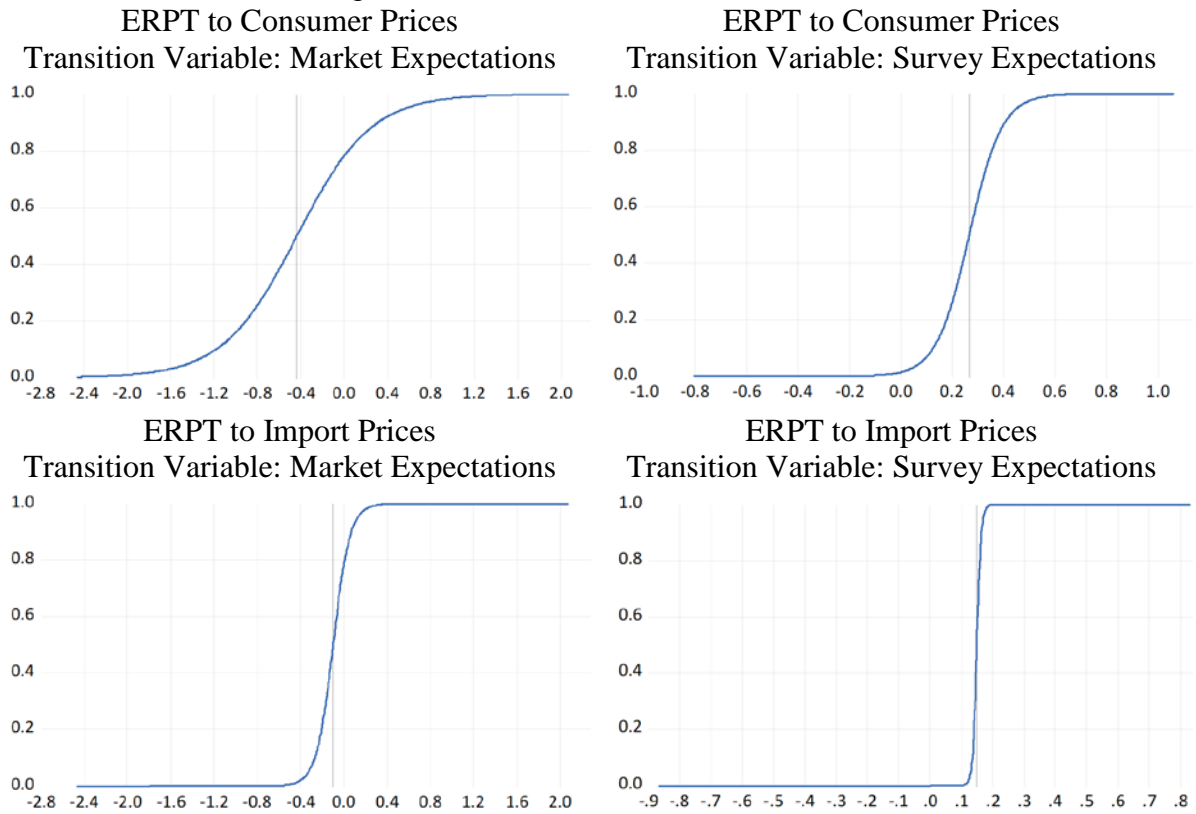 ERPT to Consumer Prices
Transition Variable: Market Expectations
1.0
0.8
0.6
0.4
0.2
0.0
-2.8 -2.4 -2.0 -1.6 -1.2 -0.8 -0.4 0.0 0.4 0.8 1.2 1.6 2.0
ERPT to Consumer Prices
Transition Variable: Survey Expectations
1.0
0.8
0.6
0.4
0.2
0.0
-1.0 -0.8 -0.6 -0.4 -0.2 0.0 0.2 0.4 0.6 0.8 1.0
ERPT to Import Prices
Transition Variable: Market Expectations
1.0
0.8
0.6
0.4
0.2
0.0
-2.8 -2.4 -2.0 -1.6 -1.2 -0.8 -0.4 0.0 0.4 0.8 1.2 1.6 2.0
ERPT to Import Prices
Transition Variable: Survey Expectations
1.0
0.8
0.6
0.4
0.2
0.0
-.9 -.8 -.7 -.6 -.5 -.4 -.3 -.2 -.1 .0 .1 .2 .3 .4 .5 .6 .7 .8